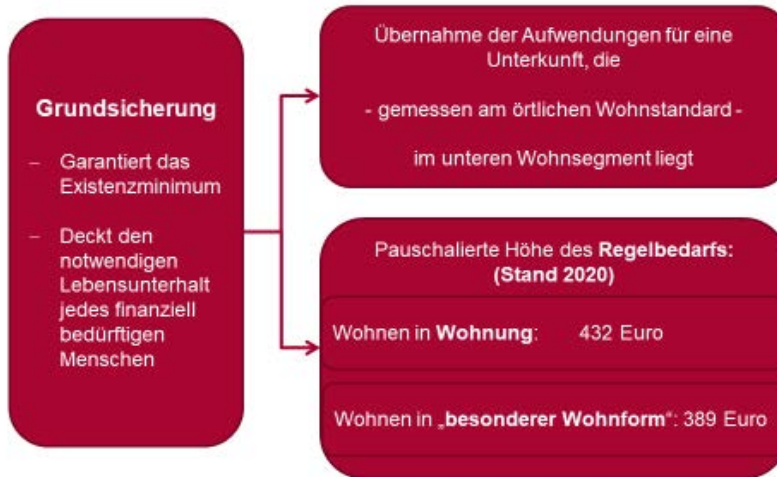 Grundsicherung
– Garantiert das
Existenzminimum
– Deckt den
notwendigen
Lebensunterhalt
jedes finanziell
bedürftigen
Menschen
Übernahme der Aufwendungen für eine
Unterkunft, die
- gemessen am örtlichen Wohnstandard -
im unteren Wohnsegment liegt
Pauschalierte Höhe des Regelbedarfs:
(Stand 2020)
Wohnen in Wohnung: 432 Euro
Wohnen in „besonderer Wohnform“: 389 Euro